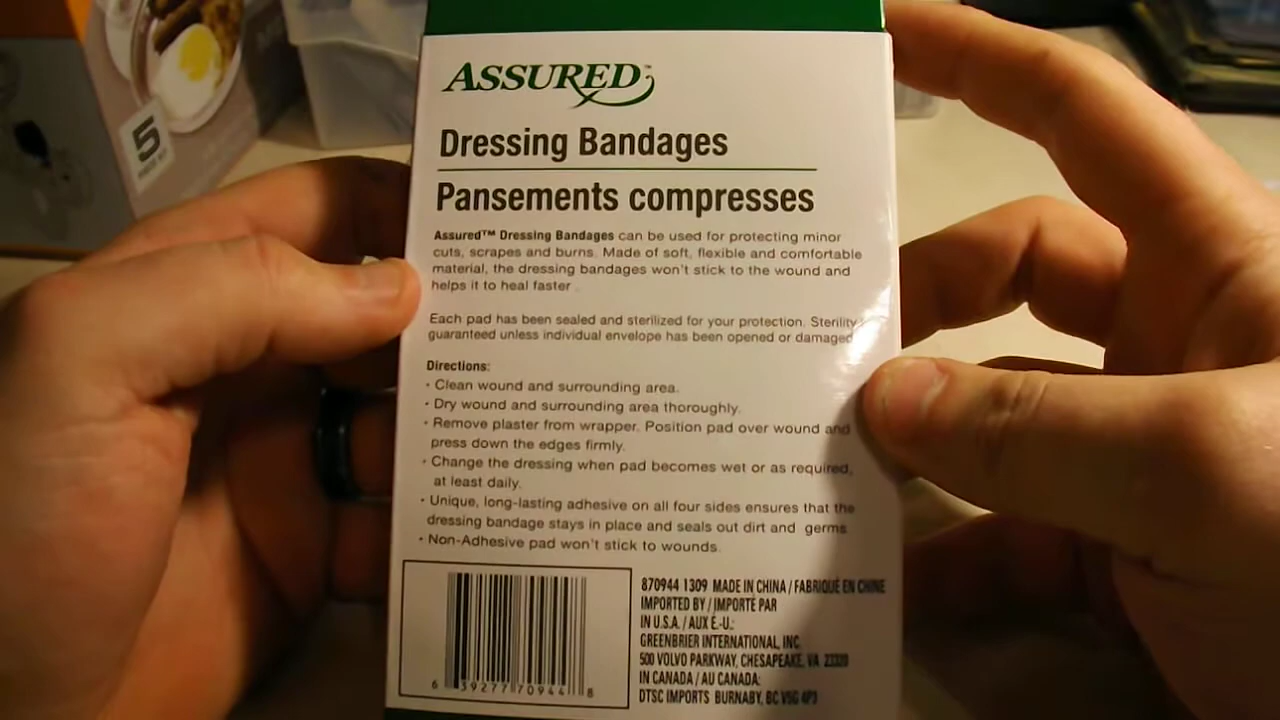 5
ASSURED™
Dressing Bandages
Pansements compresses
Assured™ Dressing Bandages can be used for protecting minor
cuts, scrapes and burns. Made of soft, flexible and comfortable
material, the dressing bandages won't stick to the wound and
helps it to heal faster .
Each pad has been sealed and sterilized for your protection. Sterility
guaranteed unless individual envelope has been opened or damaged
Directions:
• Clean wound and surrounding area.
• Dry wound and surrounding area thoroughly.
• Remove plaster from wrapper. Position pad over wound and
press down the edges firmly.
• Change the dressing when pad becomes wet or as required,
at least daily.
• Unique, long-lasting adhesive on all four sides ensures that the
dressing bandage stays in place and seals out dirt and germs
• Non-Adhesive pad won't stick to wounds.
6 39277 70944 8
870944 1309 MADE IN CHINA / FABRIQUÉ EN CHINE
IMPORTED BY / IMPORTÉ PAR
IN U.S.A. / AUX É.-U.:
GREENBRIER INTERNATIONAL, INC.
500 VOLVO PARKWAY, CHESAPEAKE, VA 23320
IN CANADA / AU CANADA:
DTSC IMPORTS BURNABY, BC V5G 4P3